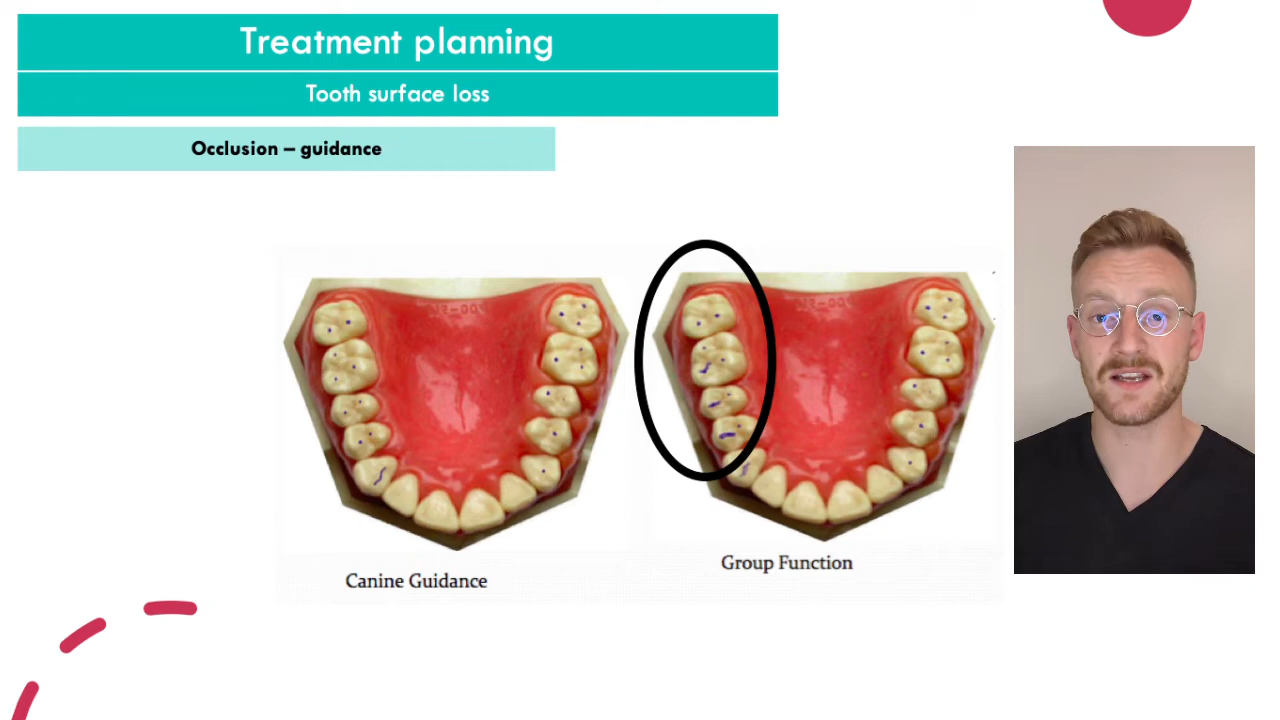 Treatment planning
Tooth surface loss
Occlusion – guidance
Canine Guidance
Group Function